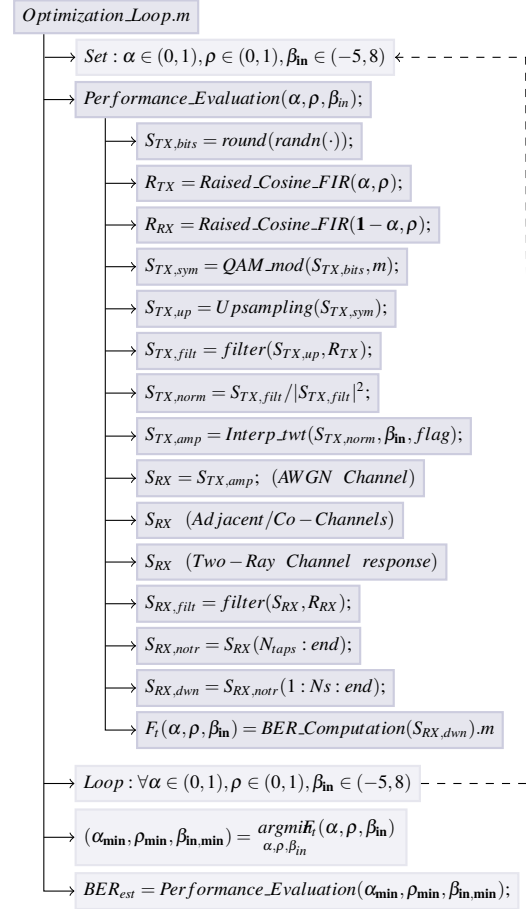 Optimization_Loop.m
Set : α ∈ (0,1), ρ ∈ (0,1), β_in ∈ (−5,8)
Performance_Evaluation(α,ρ,β_in);
S_TX,bits = round(randn(·));
R_TX = Raised_Cosine_FIR(α,ρ);
R_RX = Raised_Cosine_FIR(1−α,ρ);
S_TX,sym = QAM_mod(S_TX,bits,m);
S_TX,up = Upsampling(S_TX,sym);
S_TX,filt = filter(S_TX,up,R_TX);
S_TX,norm = S_TX,filt/|S_TX,filt|²;
S_TX,amp = Interp_twt(S_TX,norm,β_in,flag);
S_RX = S_TX,amp; (AWGN Channel)
S_RX (Adjacent/Co−Channels)
S_RX (Two−Ray Channel response)
S_RX,filt = filter(S_RX,R_RX);
S_RX,notr = S_RX(N_taps : end);
S_RX,dwn = S_RX,notr(1 : Ns : end);
F_t(α,ρ,β_in) = BER_Computation(S_RX,dwn).m
Loop : ∀α ∈ (0,1), ρ ∈ (0,1), β_in ∈ (−5,8)
(α_min,ρ_min,β_in,min) = argmin F_t(α,ρ,β_in)
α,ρ,β_in
BER_est = Performance_Evaluation(α_min,ρ_min,β_in,min);